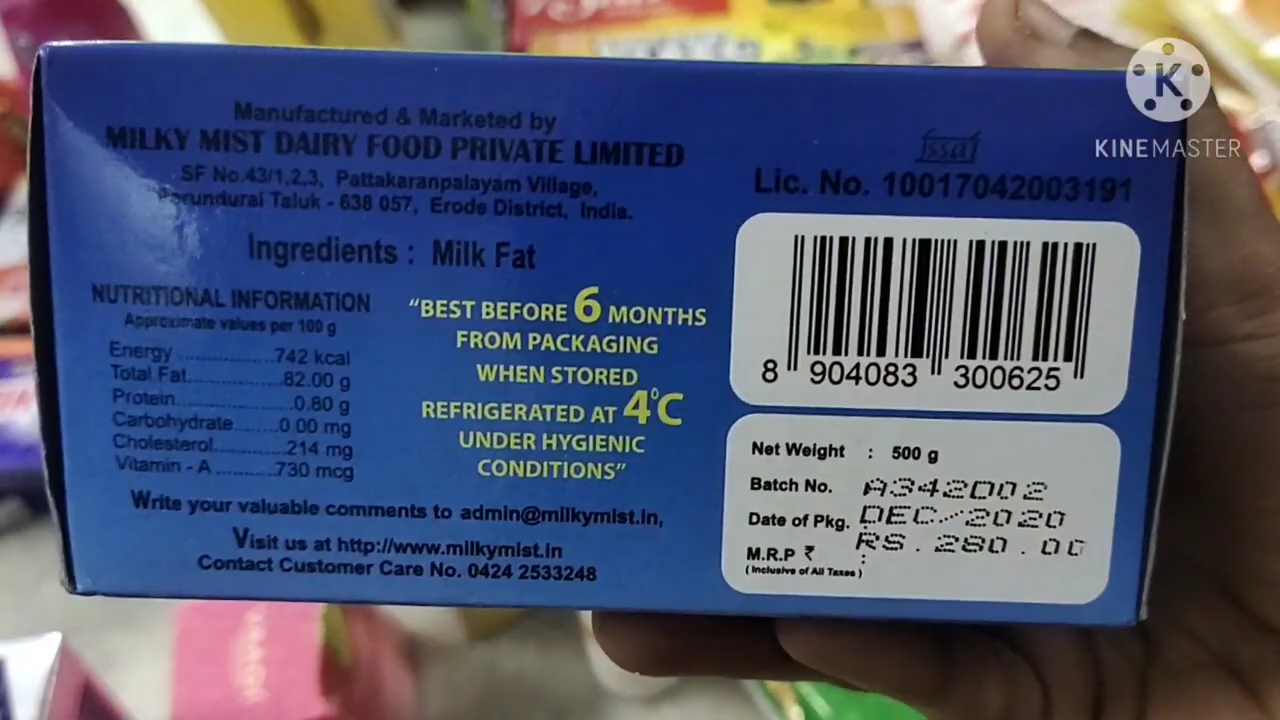 Manufactured & Marketed by
MILKY MIST DAIRY FOOD PRIVATE LIMITED
SF No.43/1,2,3, Pattakaranpalayam Village,
Perundurai Taluk - 638 057, Erode District, India.
Ingredients : Milk Fat
NUTRITIONAL INFORMATION
Approximate values per 100 g
Energy ......................742 kcal
Total Fat......................82.00 g
Protein..........................0.80 g
Carbohydrate.........0.00 mg
Cholesterol..............214 mg
Vitamin - A ............730 mcg
"BEST BEFORE 6 MONTHS
FROM PACKAGING
WHEN STORED
REFRIGERATED AT 4°C
UNDER HYGIENIC
CONDITIONS"
Write your valuable comments to admin@milkymist.in,
Visit us at http://www.milkymist.in
Contact Customer Care No. 0424 2533248
fssai
Lic. No. 10017042003191
8 904083 300625
Net Weight : 500 g
Batch No. A342002
Date of Pkg. DEC/2020
M.R.P ₹ : RS.280.00
( Inclusive of All Taxes )
K
KINEMASTER